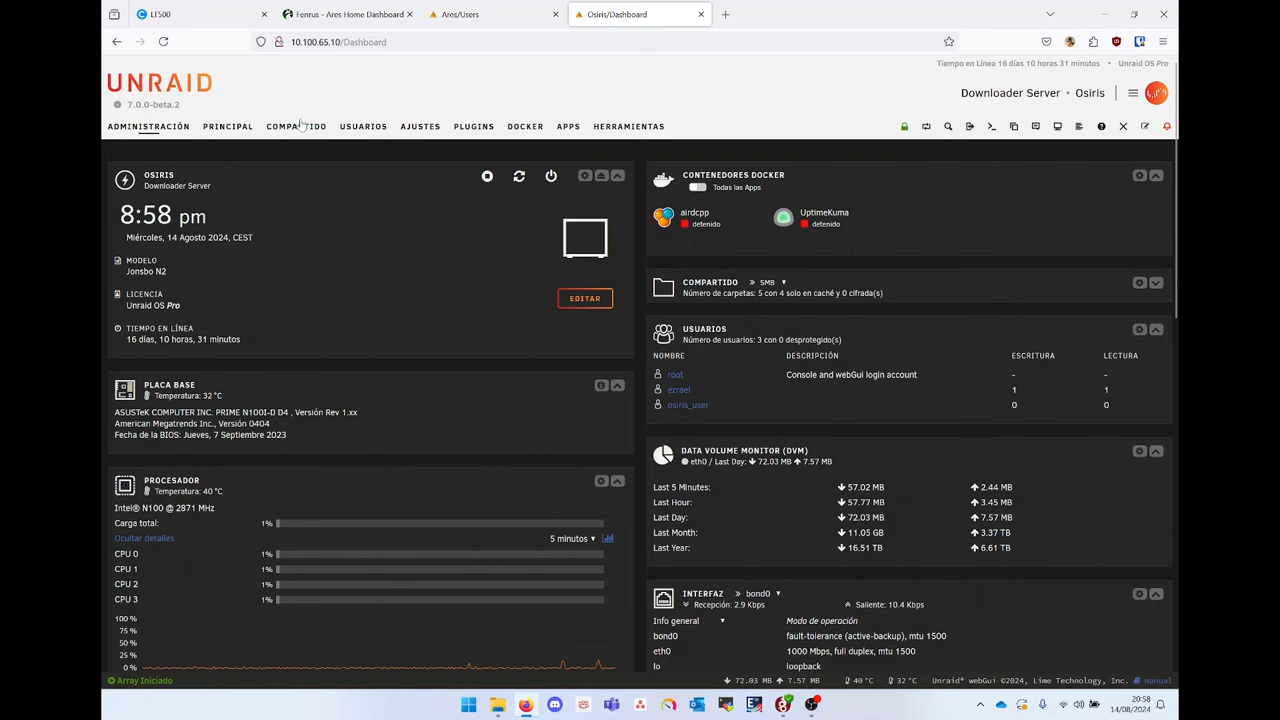 LT500
Fenrus - Ares Home Dashboard
Ares/Users
Osiris/Dashboard
10.100.65.10/Dashboard
Tiempo en Línea 16 días 10 horas 31 minutos • Unraid OS Pro
UNRAID
7.0.0-beta.2
Downloader Server • Osiris
ADMINISTRACIÓN PRINCIPAL COMPARTIDO USUARIOS AJUSTES PLUGINS DOCKER APPS HERRAMIENTAS
OSIRIS
Downloader Server
8:58 pm
Miércoles, 14 Agosto 2024, CEST
MODELO
Jonsbo N2
LICENCIA
Unraid OS Pro
EDITAR
TIEMPO EN LÍNEA
16 días, 10 horas, 31 minutos
PLACA BASE
Temperatura: 32 °C
ASUSTeK COMPUTER INC. PRIME N100I-D D4 , Versión Rev 1.xx
American Megatrends Inc., Versión 0404
Fecha de la BIOS: Jueves, 7 Septiembre 2023
PROCESADOR
Temperatura: 40 °C
Intel® N100 @ 2871 MHz
Carga total: 1%
Ocultar detalles 5 minutos
CPU 0 1%
CPU 1 1%
CPU 2 1%
CPU 3 1%
100 %
75 %
50 %
25 %
0 %
CONTENEDORES DOCKER
Todas las Apps
airdcpp
detenido
UptimeKuma
detenido
COMPARTIDO » SMB
Número de carpetas: 5 con 4 solo en caché y 0 cifrada(s)
USUARIOS
Número de usuarios: 3 con 0 desprotegido(s)
NOMBRE DESCRIPCIÓN ESCRITURA LECTURA
root Console and webGui login account - -
ezrael 1 1
osiris_user 0 0
DATA VOLUME MONITOR (DVM)
eth0 / Last Day: 72.03 MB 7.57 MB
Last 5 Minutes: 57.02 MB 2.44 MB
Last Hour: 57.77 MB 3.45 MB
Last Day: 72.03 MB 7.57 MB
Last Month: 11.05 GB 3.37 TB
Last Year: 16.51 TB 6.61 TB
INTERFAZ » bond0
Recepción: 2.9 Kbps Saliente: 10.4 Kbps
Info general Modo de operación
bond0 fault-tolerance (active-backup), mtu 1500
eth0 1000 Mbps, full duplex, mtu 1500
lo loopback
Array Iniciado
72.03 MB 7.57 MB 40 °C 32 °C Unraid® webGui ©2024, Lime Technology, Inc. manual
20:58
14/08/2024